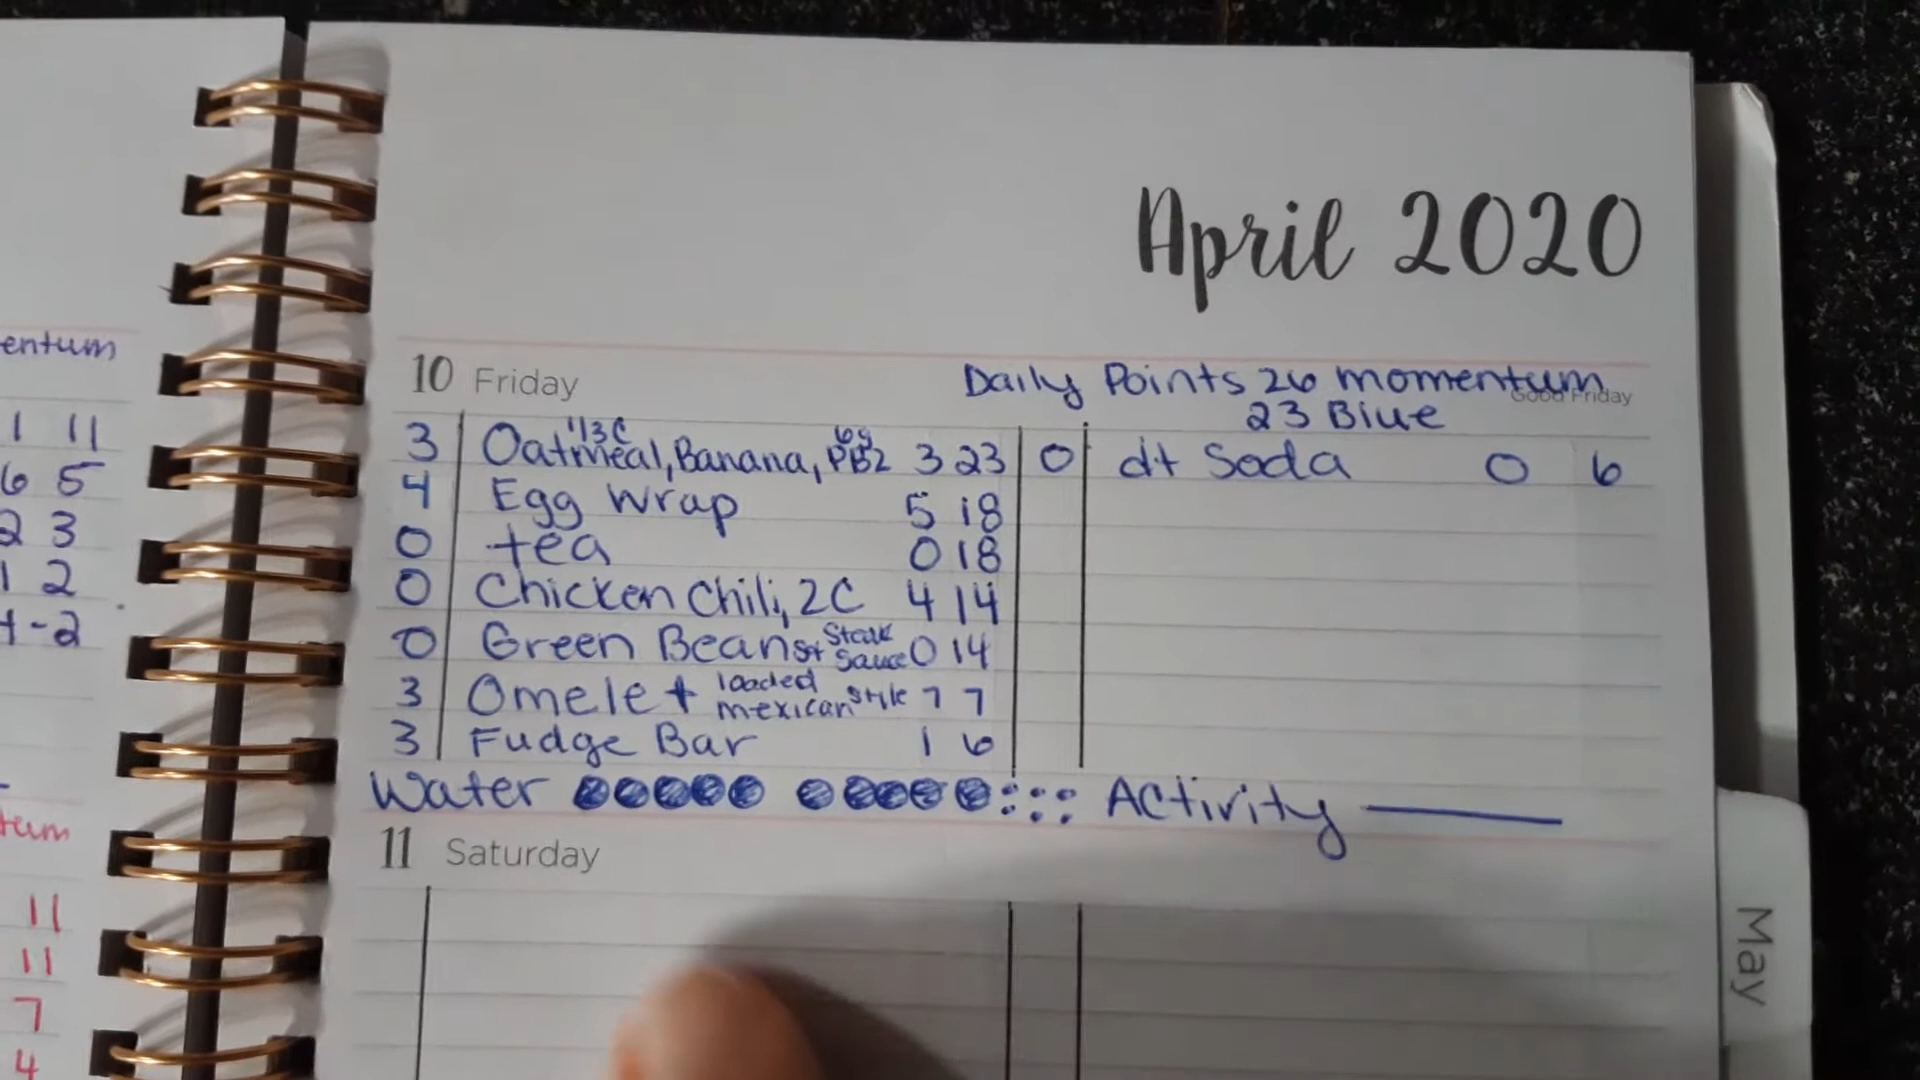 April 2020
entum
1 11
6 5
2 3
1 2
-2
tum
11
11
7
4
10 Friday
Daily Points 26 momentum
Good Friday
23 Blue
3 Oatmeal, 1/3C Banana, PB2 6g 3 23
0 dt Soda 0 6
4 Egg Wrap 5 18
0 tea 0 18
0 Chicken Chili, 2C 4 14
0 Green Beans + Steak Sauce 0 14
3 Omelet loaded mexican style 7 7
3 Fudge Bar 1 6
Water Activity
11 Saturday
May